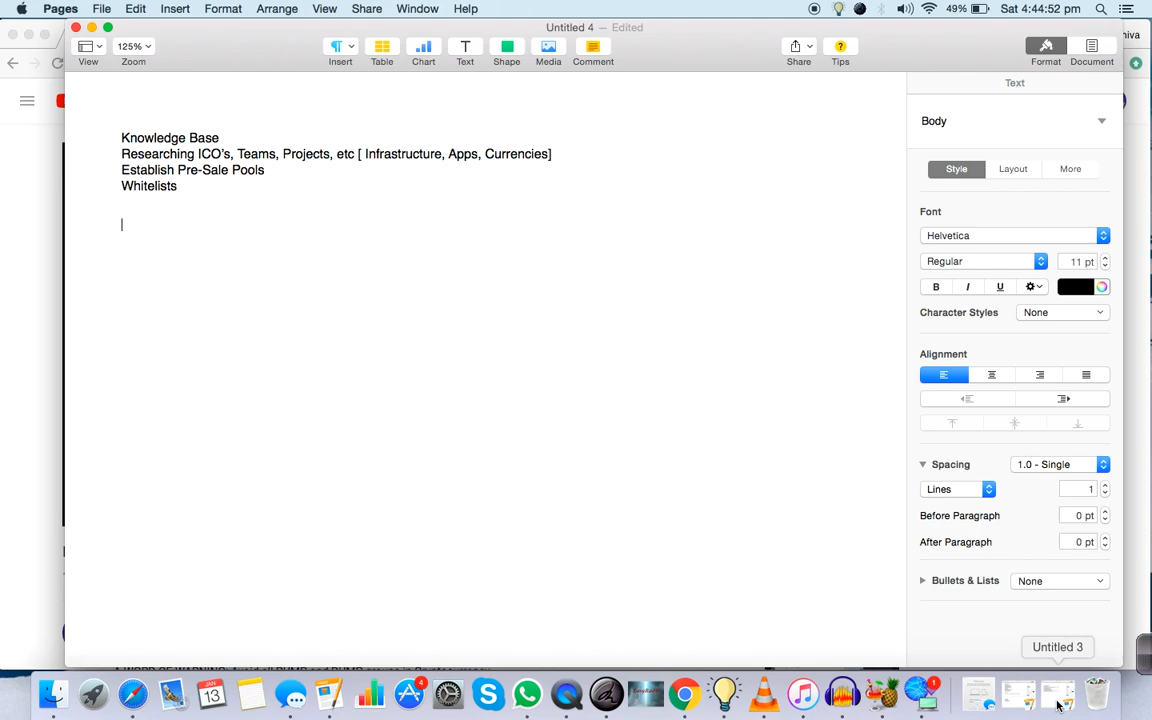 Pages File Edit Insert Format Arrange View Share Window Help 49% Sat 4:44:52 pm
Untitled 4 — Edited
125%
View Zoom Insert Table Chart Text Shape Media Comment Share Tips Format Document
Text
Body
Knowledge Base
Researching ICO's, Teams, Projects, etc [ Infrastructure, Apps, Currencies]
Establish Pre-Sale Pools
Whitelists
Style Layout More
Font
Helvetica
Regular 11 pt
B I U
Character Styles None
Alignment
Spacing 1.0 - Single
Lines 1
Before Paragraph 0 pt
After Paragraph 0 pt
Bullets & Lists None
Untitled 3
JAN
13
4
1